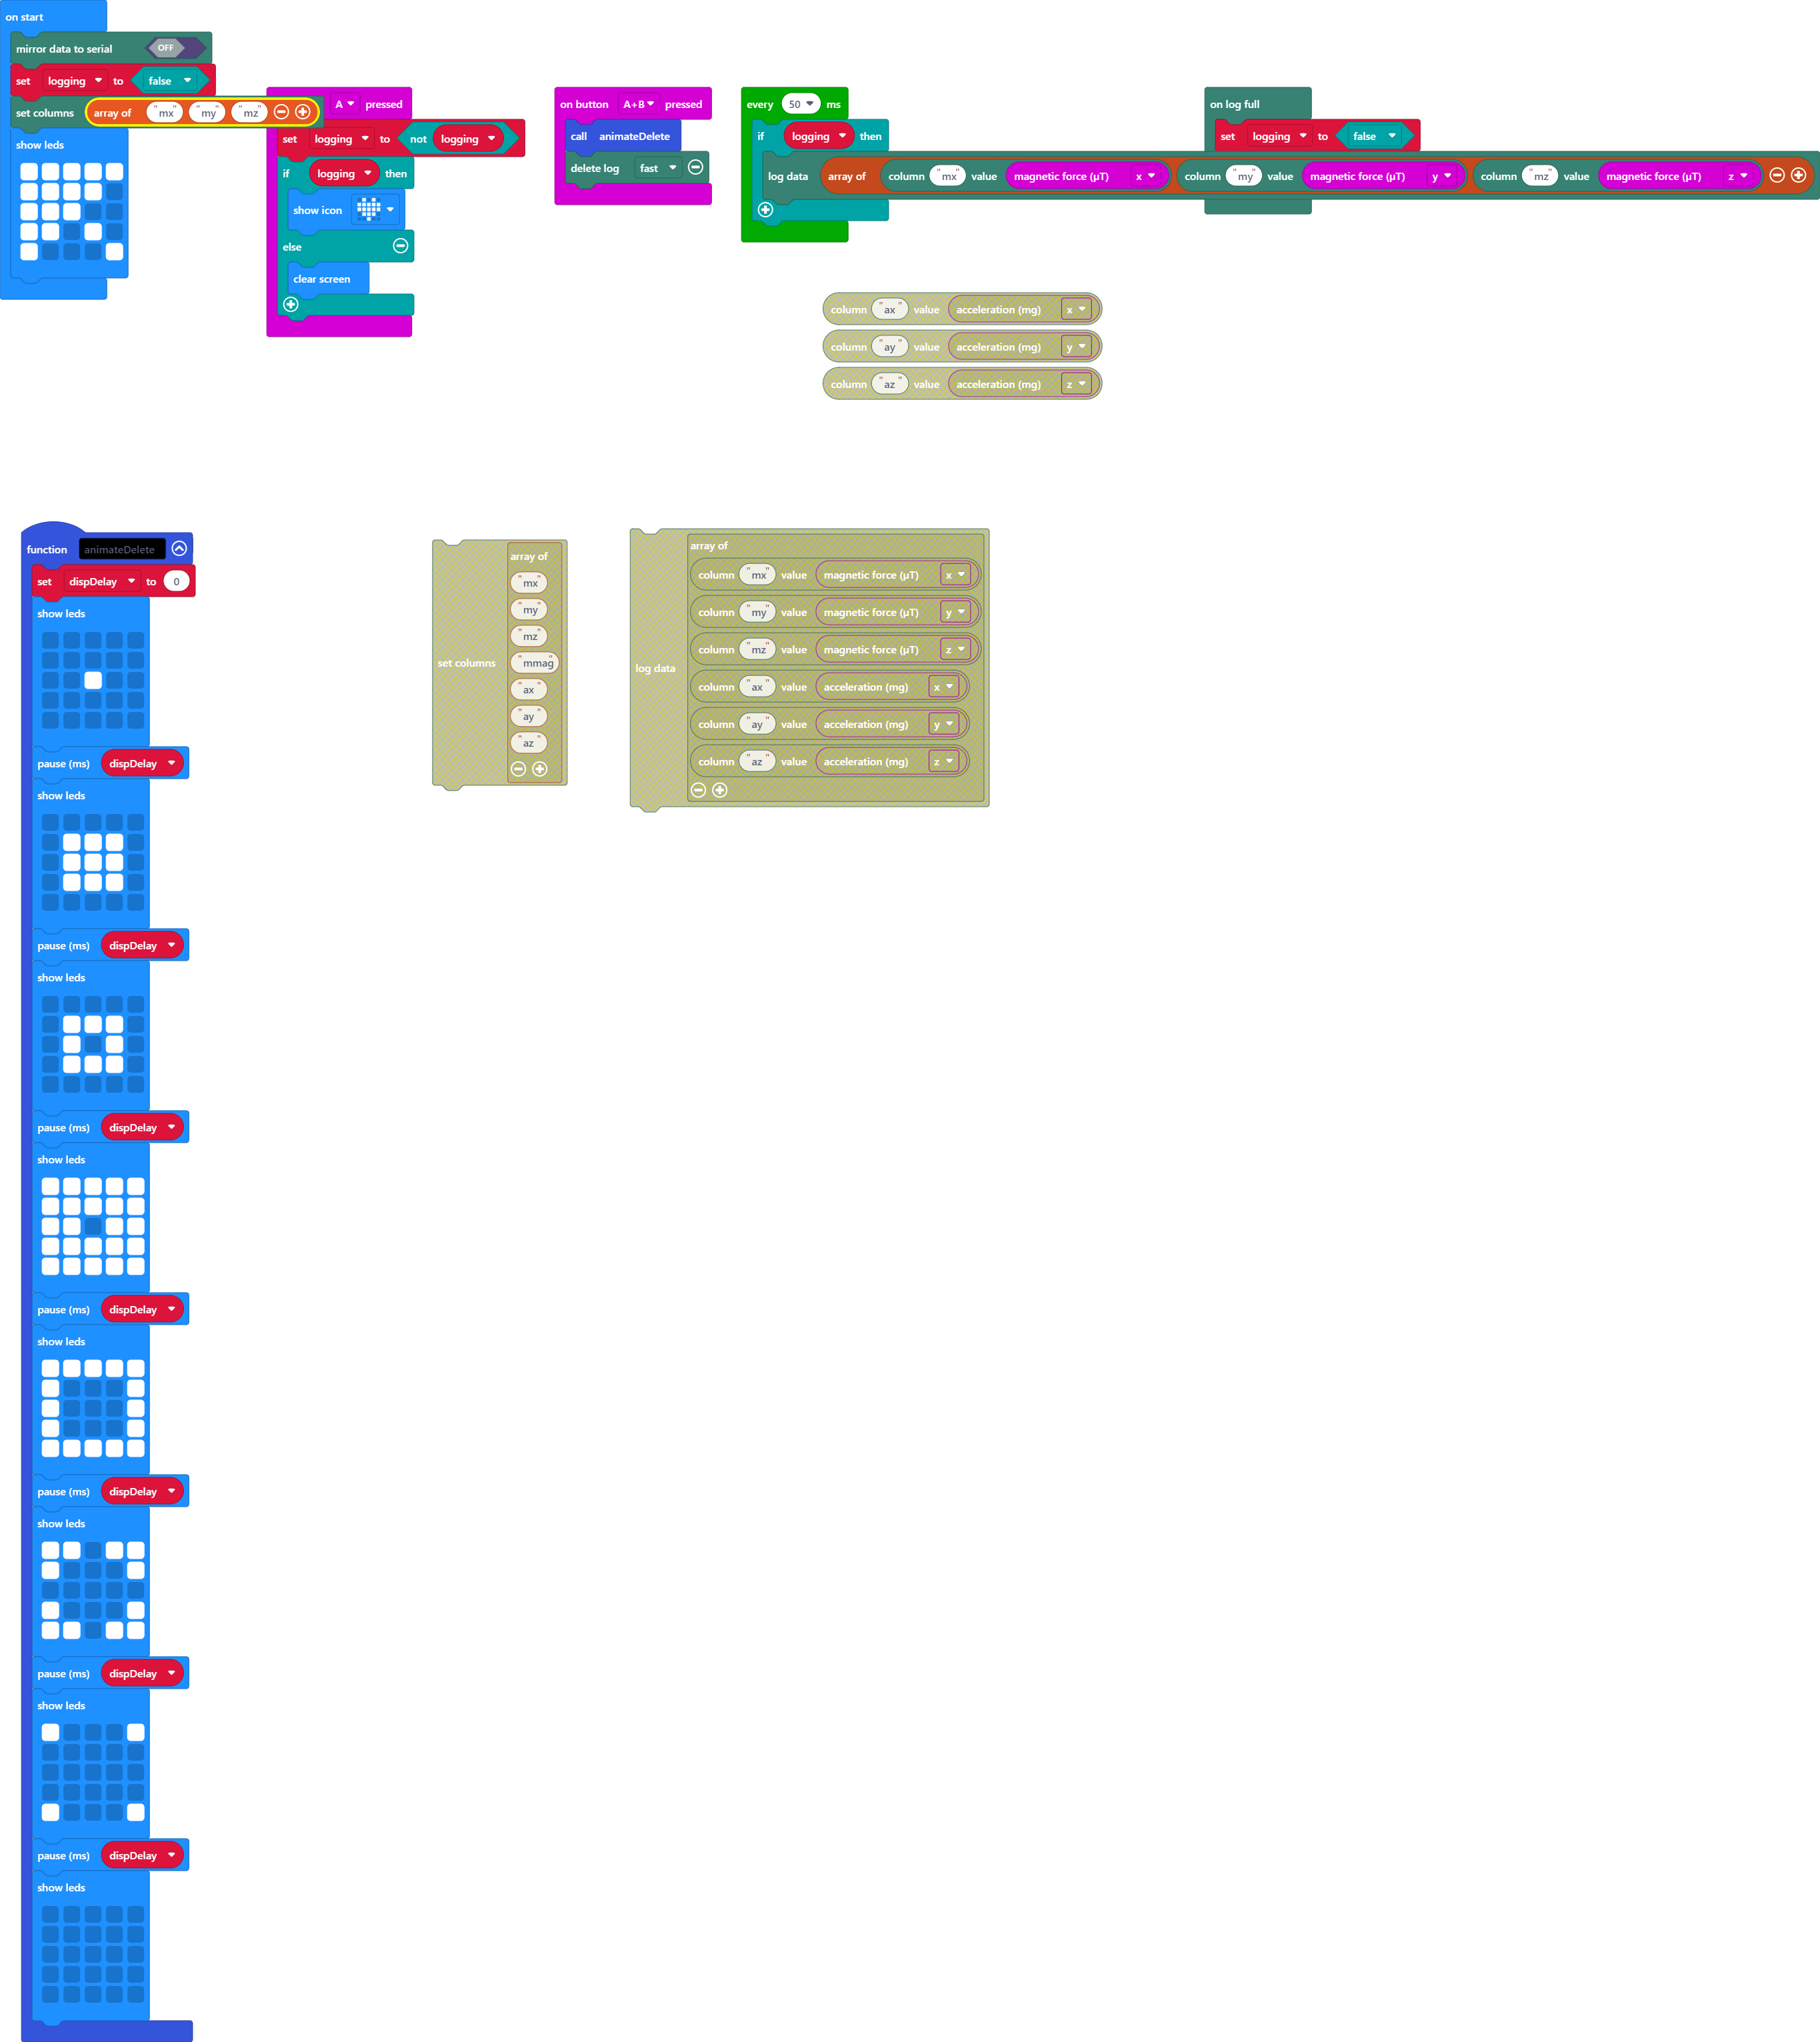 on start
mirror data to serial OFF
set logging to false
set columns array of "mx" "my" "mz"
show leds
A pressed
set logging to not logging
if logging then
show icon
else
clear screen
on button A+B pressed
call animateDelete
delete log fast
every 50 ms
if logging then
log data array of column "mx" value magnetic force (µT) x column "my" value magnetic force (µT) y column "mz" value magnetic force (µT) z
on log full
set logging to false
column "ax" value acceleration (mg) x
column "ay" value acceleration (mg) y
column "az" value acceleration (mg) z
function animateDelete
set dispDelay to 0
show leds
pause (ms) dispDelay
show leds
pause (ms) dispDelay
show leds
pause (ms) dispDelay
show leds
pause (ms) dispDelay
show leds
pause (ms) dispDelay
show leds
pause (ms) dispDelay
show leds
pause (ms) dispDelay
show leds
set columns
array of
"mx"
"my"
"mz"
"mmag"
"ax"
"ay"
"az"
log data
array of
column "mx" value magnetic force (µT) x
column "my" value magnetic force (µT) y
column "mz" value magnetic force (µT) z
column "ax" value acceleration (mg) x
column "ay" value acceleration (mg) y
column "az" value acceleration (mg) z